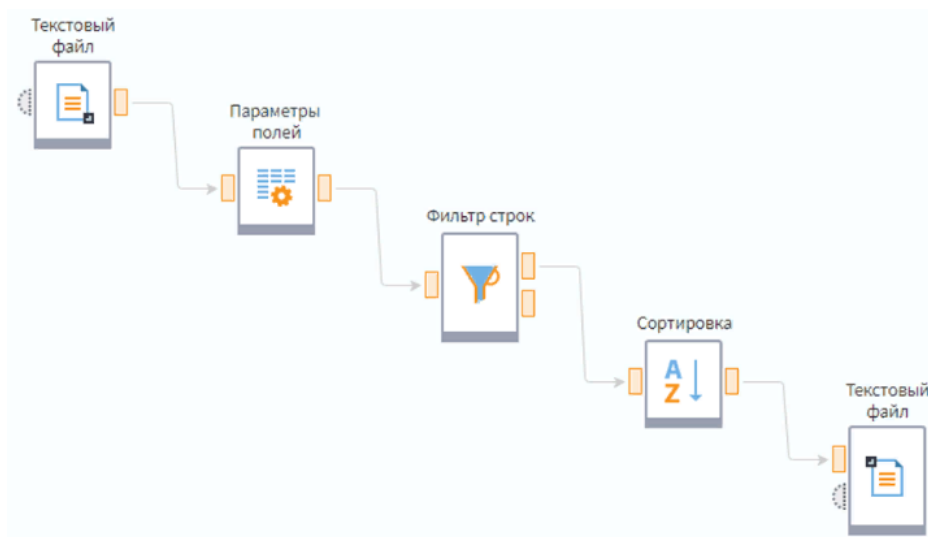 Текстовый
файл
Параметры
полей
Фильтр строк
Сортировка
A
Z
Текстовый
файл